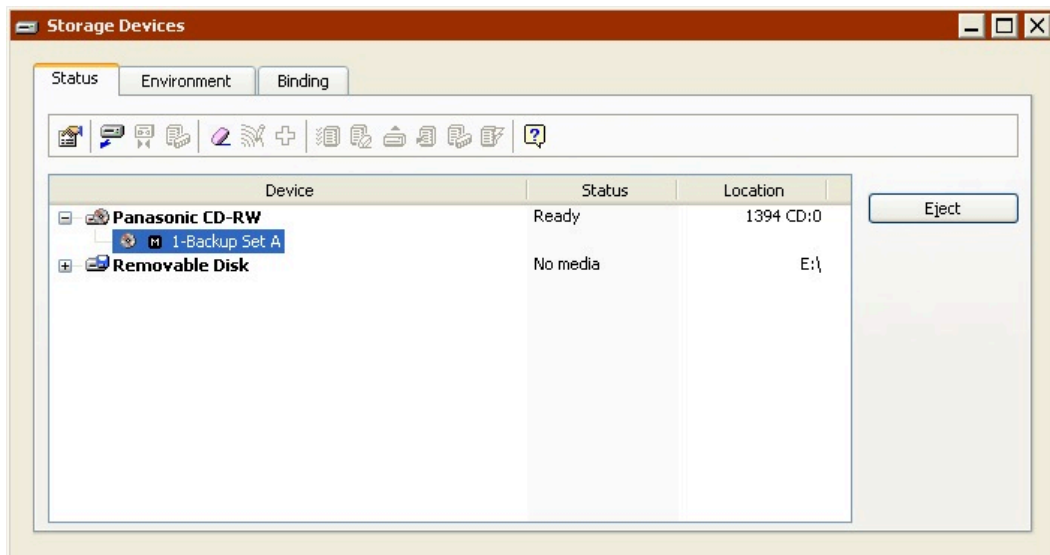 Storage Devices
Status Environment Binding
Device Status Location
Panasonic CD-RW Ready 1394 CD:0
M 1-Backup Set A
Removable Disk No media E:\
Eject